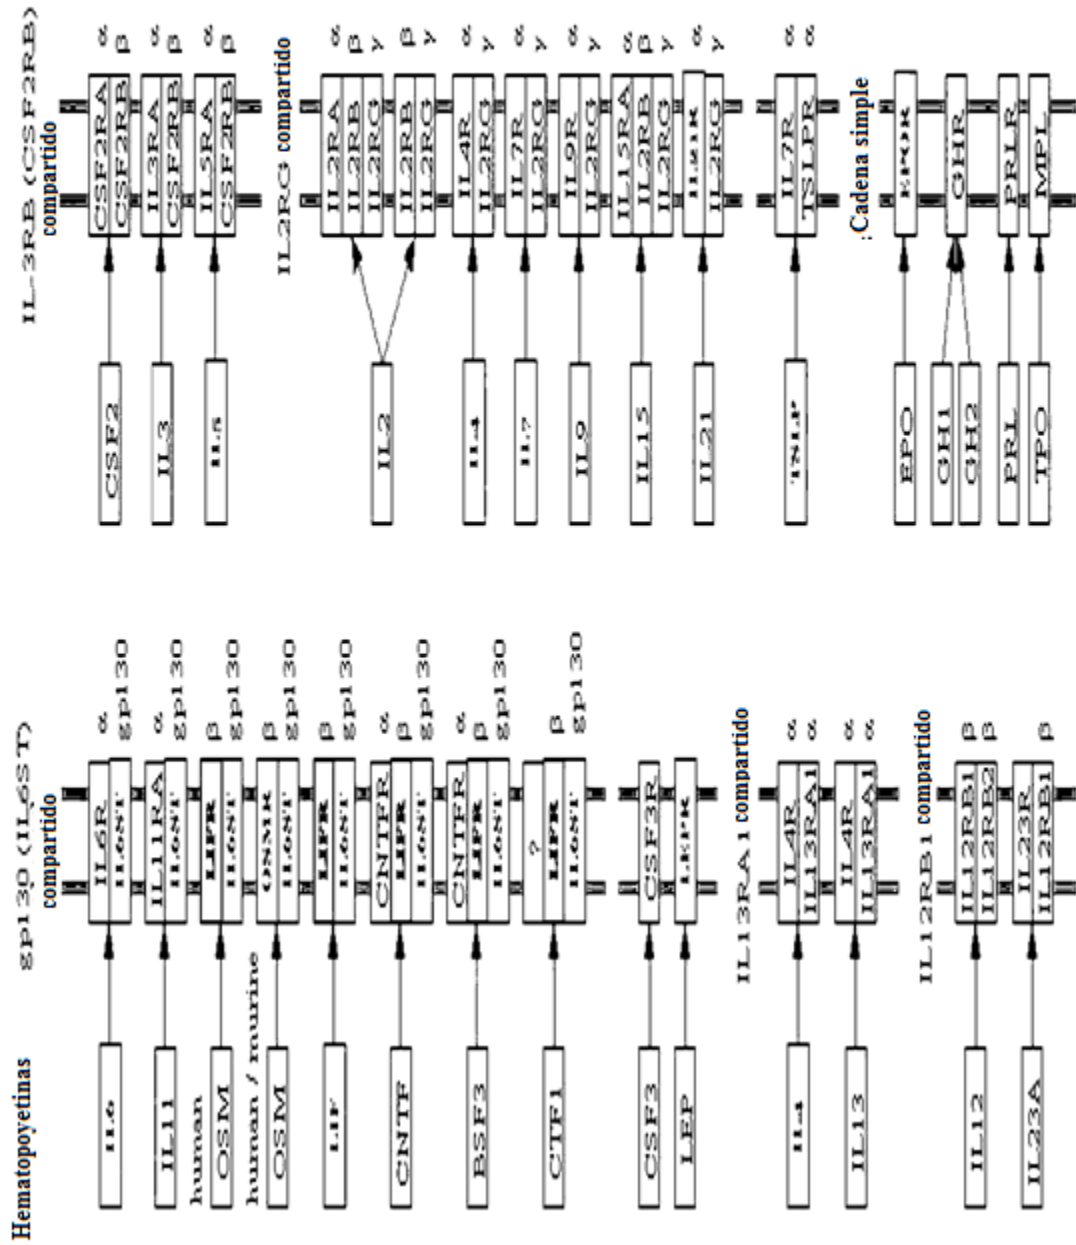 Hematopoyetinas
gp130 (IL6ST)
compartido
IL6
IL6R
IL6ST
α
gp130
IL11
IL11RA
IL6ST
α
gp130
human
OSM
LIFR
IL6ST
β
gp130
human / murine
OSM
OSMR
IL6ST
β
gp130
LIF
LIFR
IL6ST
β
gp130
CNTF
CNTFR
LIFR
IL6ST
α
β
gp130
BSF3
CNTFR
LIFR
IL6ST
α
β
gp130
CTF1
?
LIFR
IL6ST
β
gp130
CSF3
CSF3R
LEP
LEPR
IL13RA1 compartido
IL4
IL4R
IL13RA1
α
α
IL13
IL4R
IL13RA1
α
α
IL12RB1 compartido
IL12
IL12RB1
IL12RB2
β
β
IL23A
IL23R
IL12RB1
β
IL-3RB (CSF2RB)
compartido
CSF2
CSF2RA
CSF2RB
α
β
IL3
IL3RA
CSF2RB
α
β
IL5
IL5RA
CSF2RB
α
β
IL2RG compartido
IL2
IL2RA
IL2RB
IL2RG
α
β
γ
IL2RB
IL2RG
β
γ
IL4
IL4R
IL2RG
α
γ
IL7
IL7R
IL2RG
α
γ
IL9
IL9R
IL2RG
α
γ
IL15
IL15RA
IL2RB
IL2RG
α
β
γ
IL21
IL21R
IL2RG
α
γ
TSLP
IL7R
TSLPR
α
α
:Cadena simple
EPO
EPOR
GH1
GH2
GHR
PRL
PRLR
TPO
MPL